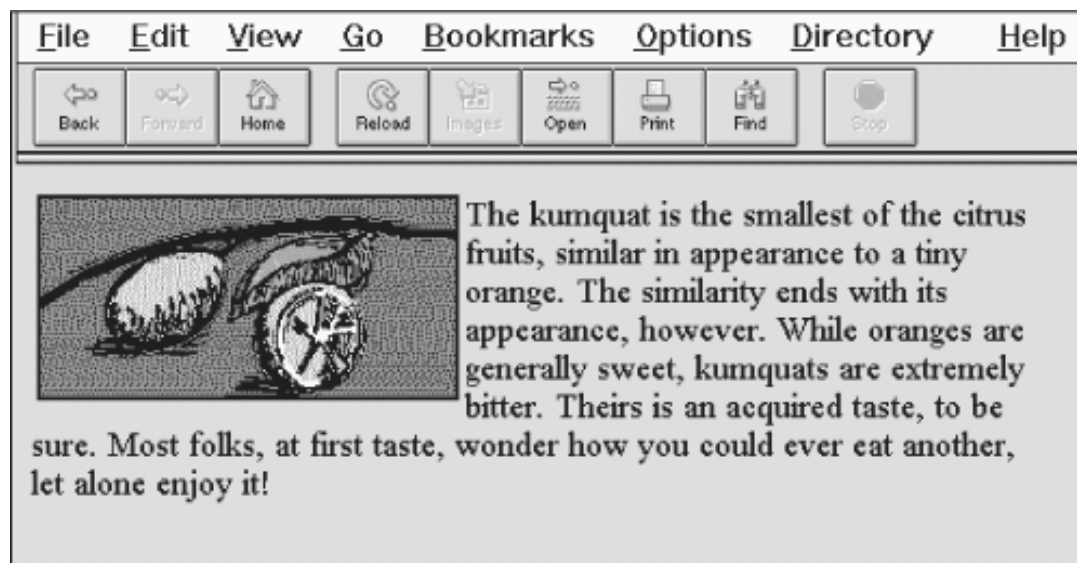 File Edit View Go Bookmarks Options Directory Help
Back Forward Home Reload Images Open Print Find Stop
The kumquat is the smallest of the citrus
fruits, similar in appearance to a tiny
orange. The similarity ends with its
appearance, however. While oranges are
generally sweet, kumquats are extremely
bitter. Theirs is an acquired taste, to be
sure. Most folks, at first taste, wonder how you could ever eat another,
let alone enjoy it!